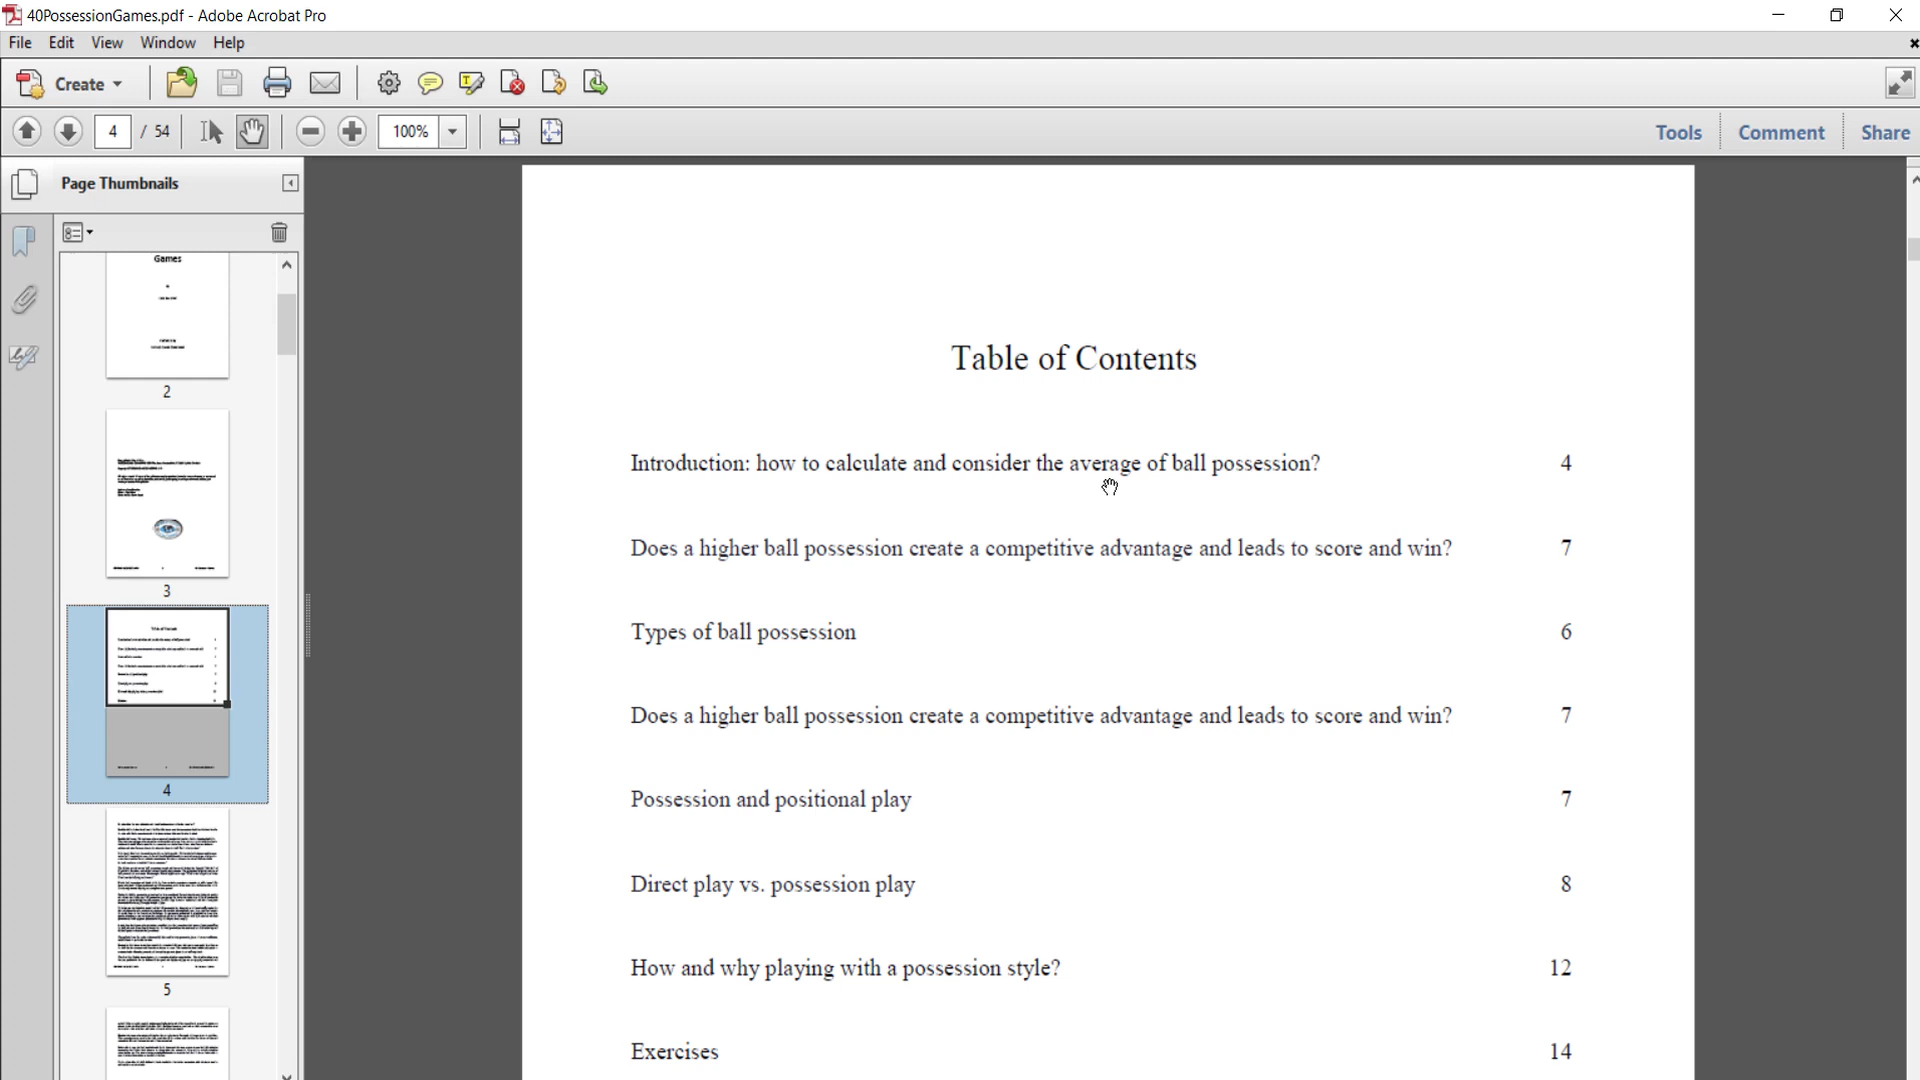 40PossessionGames.pdf - Adobe Acrobat Pro
File Edit View Window Help
Create
4 / 54 100% Tools Comment Share
Page Thumbnails
Games
2
3
4
5
Table of Contents
Introduction: how to calculate and consider the average of ball possession? 4
Does a higher ball possession create a competitive advantage and leads to score and win? 7
Types of ball possession 6
Does a higher ball possession create a competitive advantage and leads to score and win? 7
Possession and positional play 7
Direct play vs. possession play 8
How and why playing with a possession style? 12
Exercises 14